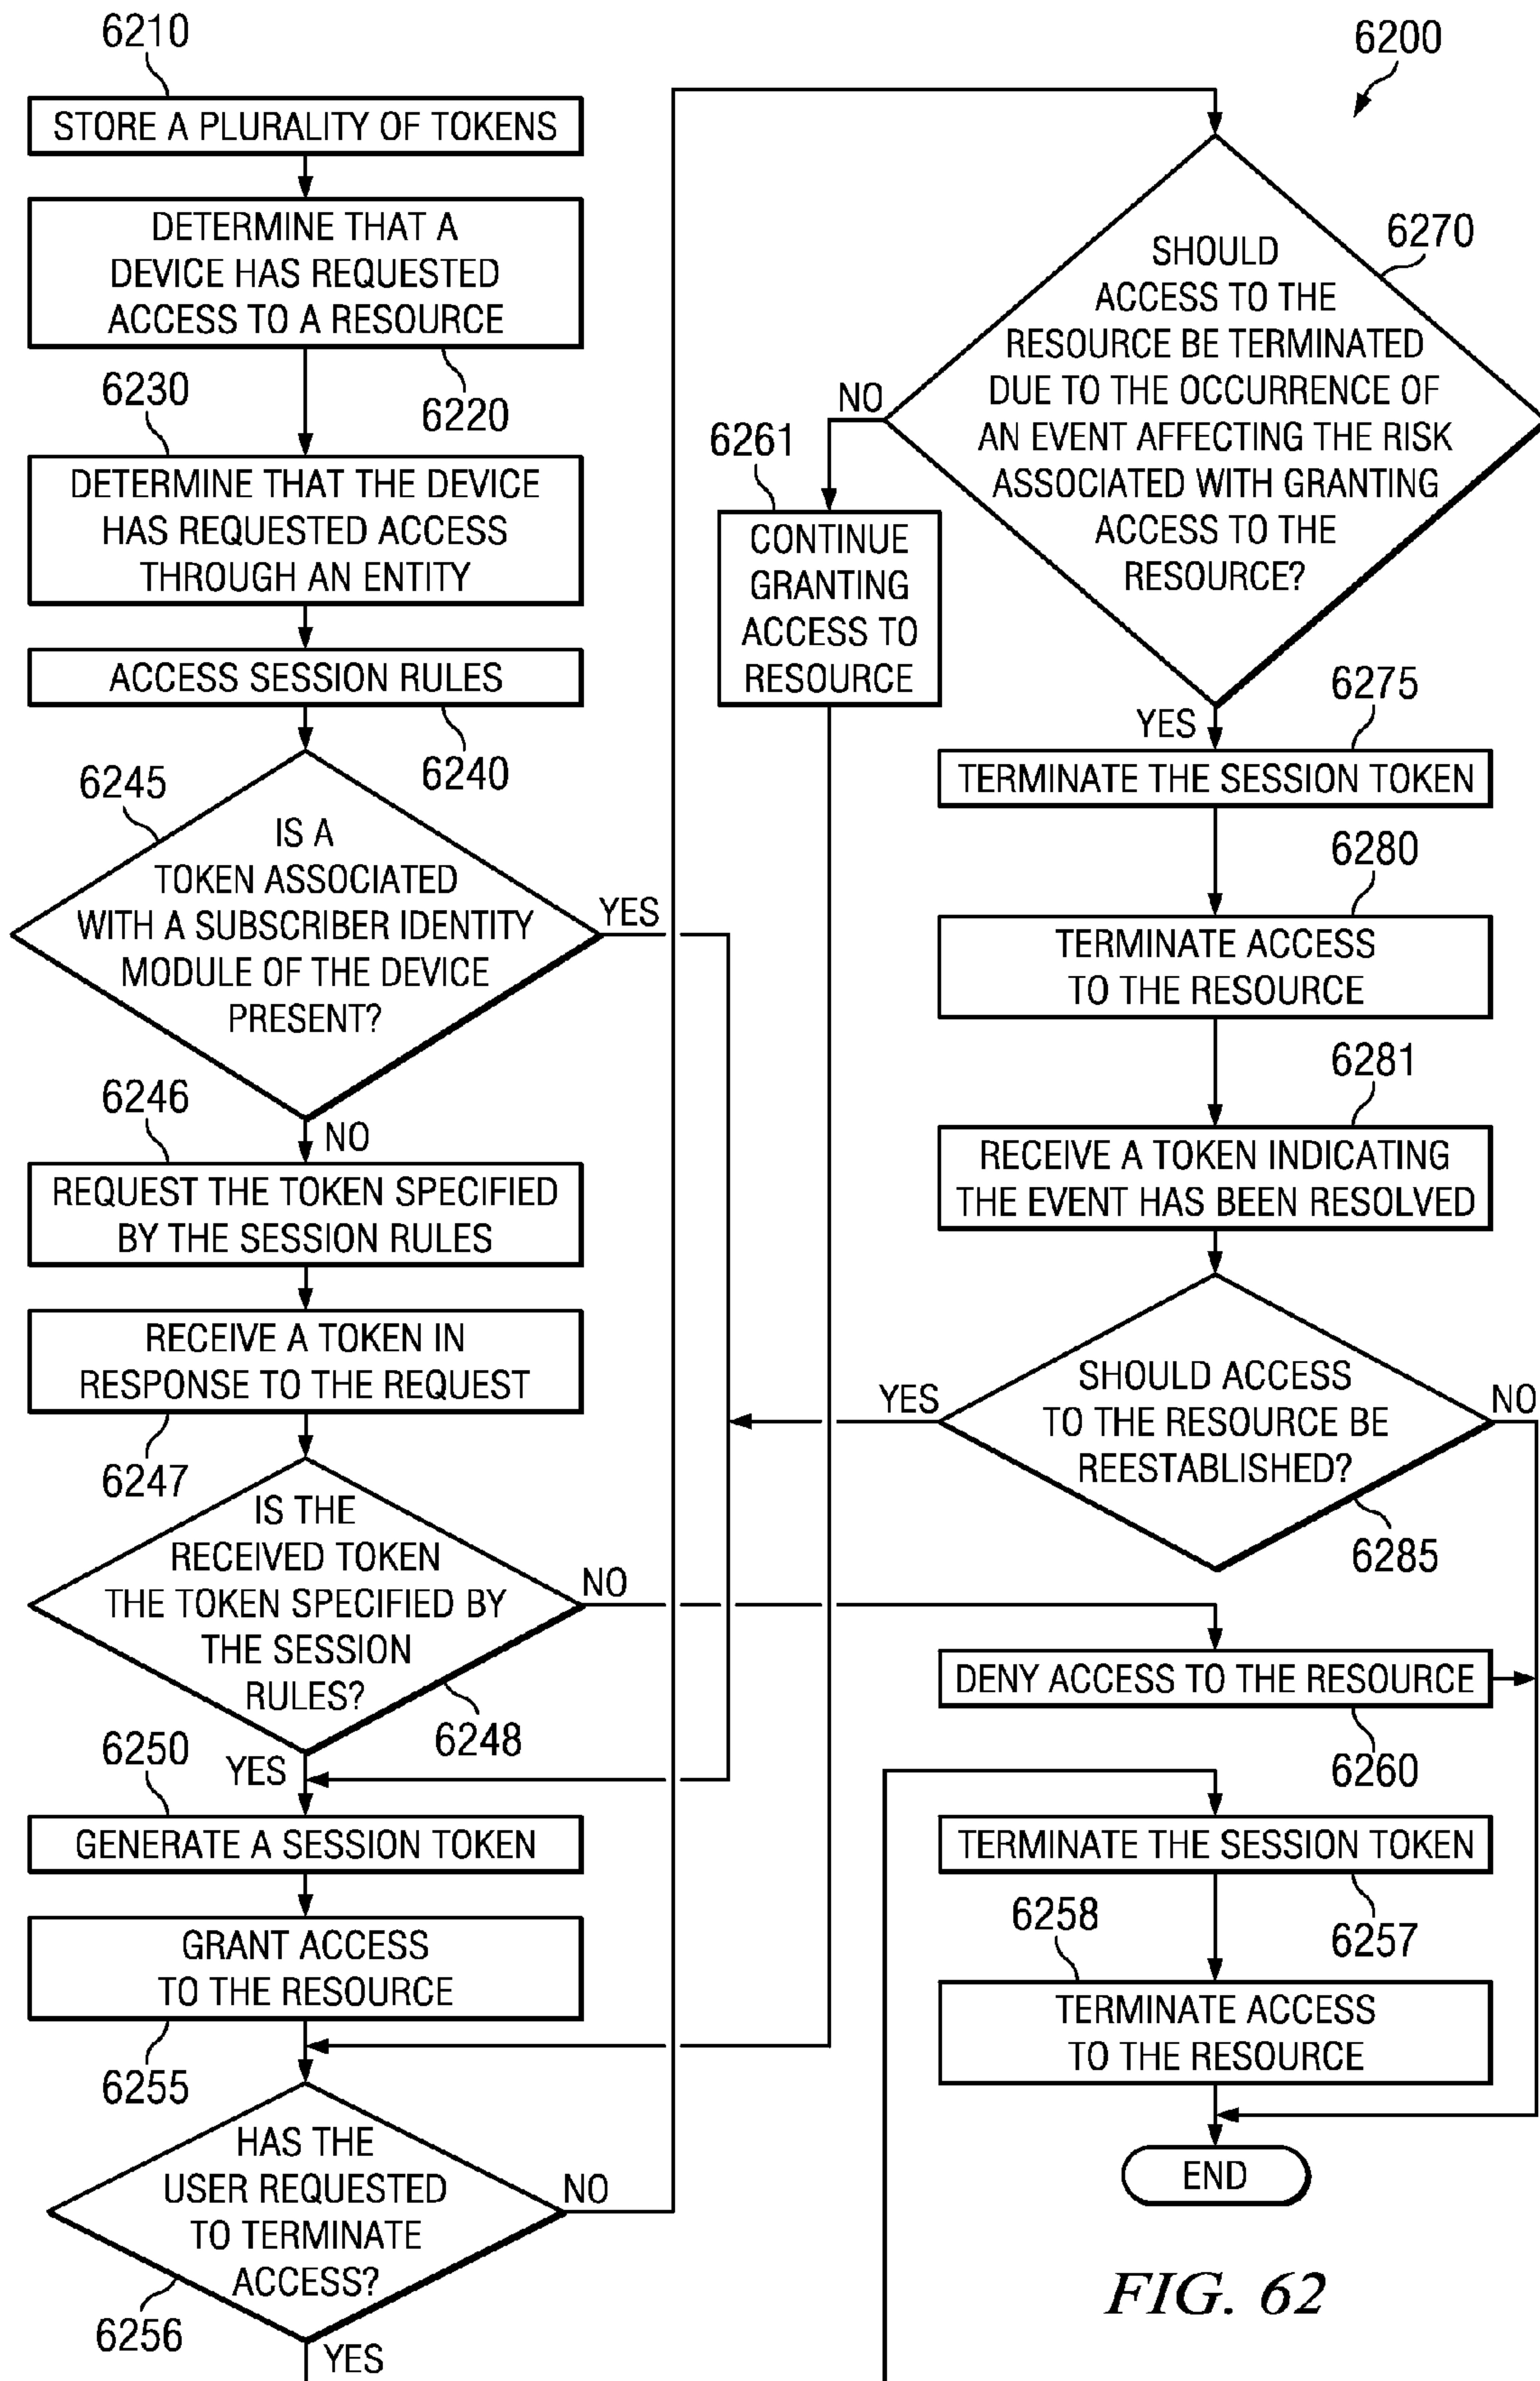 6210
STORE A PLURALITY OF TOKENS
DETERMINE THAT A
DEVICE HAS REQUESTED
ACCESS TO A RESOURCE
6220
6230
DETERMINE THAT THE DEVICE
HAS REQUESTED ACCESS
THROUGH AN ENTITY
ACCESS SESSION RULES
6240
6245
IS A
TOKEN ASSOCIATED
WITH A SUBSCRIBER IDENTITY
MODULE OF THE DEVICE
PRESENT?
YES
NO
6246
REQUEST THE TOKEN SPECIFIED
BY THE SESSION RULES
RECEIVE A TOKEN IN
RESPONSE TO THE REQUEST
6247
IS THE
RECEIVED TOKEN
THE TOKEN SPECIFIED BY
THE SESSION
RULES?
NO
6248
YES
6250
GENERATE A SESSION TOKEN
GRANT ACCESS
TO THE RESOURCE
6255
HAS THE
USER REQUESTED
TO TERMINATE
ACCESS?
NO
6256
YES
6200
6270
SHOULD
ACCESS TO THE
RESOURCE BE TERMINATED
DUE TO THE OCCURRENCE OF
AN EVENT AFFECTING THE RISK
ASSOCIATED WITH GRANTING
ACCESS TO THE
RESOURCE?
NO
6261
CONTINUE
GRANTING
ACCESS TO
RESOURCE
YES
6275
TERMINATE THE SESSION TOKEN
6280
TERMINATE ACCESS
TO THE RESOURCE
6281
RECEIVE A TOKEN INDICATING
THE EVENT HAS BEEN RESOLVED
SHOULD ACCESS
TO THE RESOURCE BE
REESTABLISHED?
YES
NO
6285
DENY ACCESS TO THE RESOURCE
6260
TERMINATE THE SESSION TOKEN
6257
6258
TERMINATE ACCESS
TO THE RESOURCE
END
FIG. 62